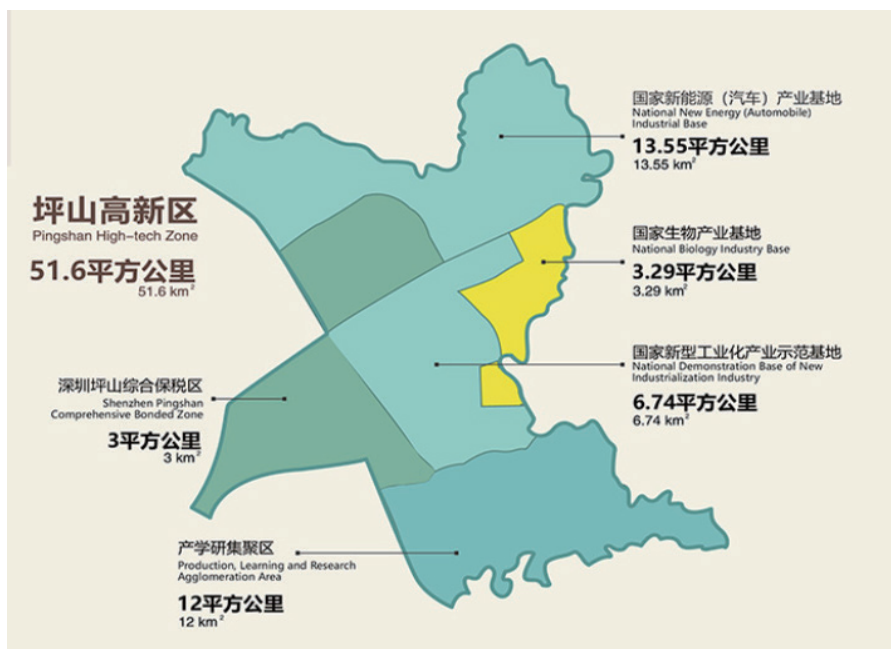 坪山高新区
Pingshan High-tech Zone
51.6平方公里
51.6 km²
国家新能源（汽车）产业基地
National New Energy (Automobile)
Industrial Base
13.55平方公里
13.55 km²
国家生物产业基地
National Biology Industry Base
3.29平方公里
3.29 km²
国家新型工业化产业示范基地
National Demonstration Base of New
Industrialization Industry
6.74平方公里
6.74 km²
深圳坪山综合保税区
Shenzhen Pingshan
Comprehensive Bonded Zone
3平方公里
3 km²
产学研集聚区
Production, Learning and Research
Agglomeration Area
12平方公里
12 km²